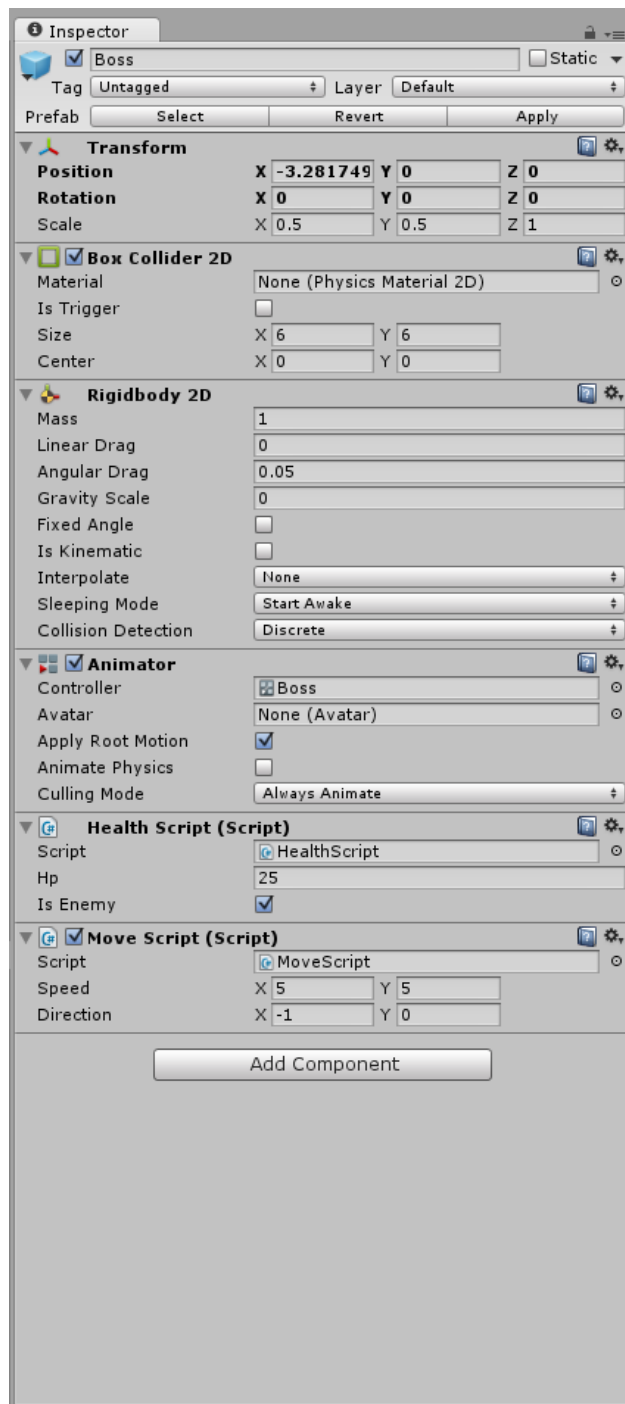 Inspector
Boss Static
Tag Untagged Layer Default
Prefab Select Revert Apply
Transform
Position X -3.281749 Y 0 Z 0
Rotation X 0 Y 0 Z 0
Scale X 0.5 Y 0.5 Z 1
Box Collider 2D
Material None (Physics Material 2D)
Is Trigger
Size X 6 Y 6
Center X 0 Y 0
Rigidbody 2D
Mass 1
Linear Drag 0
Angular Drag 0.05
Gravity Scale 0
Fixed Angle
Is Kinematic
Interpolate None
Sleeping Mode Start Awake
Collision Detection Discrete
Animator
Controller Boss
Avatar None (Avatar)
Apply Root Motion
Animate Physics
Culling Mode Always Animate
Health Script (Script)
Script HealthScript
Hp 25
Is Enemy
Move Script (Script)
Script MoveScript
Speed X 5 Y 5
Direction X -1 Y 0
Add Component